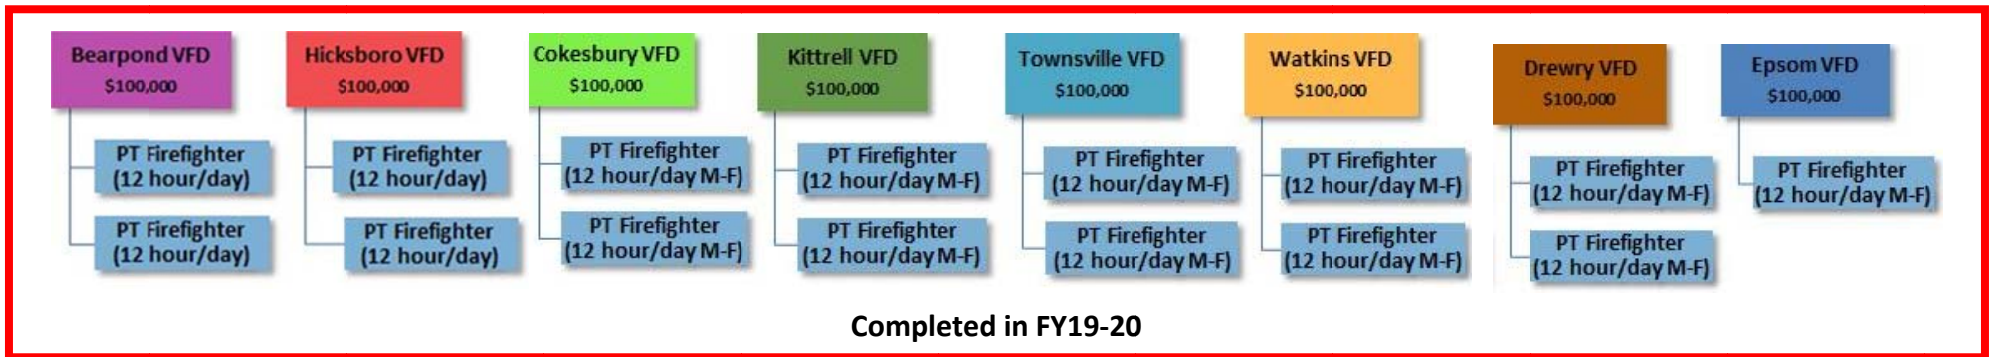 Bearpond VFD
$100,000
PT Firefighter
(12 hour/day)
PT Firefighter
(12 hour/day)
Hicksboro VFD
$100,000
PT Firefighter
(12 hour/day)
PT Firefighter
(12 hour/day)
Cokesbury VFD
$100,000
PT Firefighter
(12 hour/day M-F)
PT Firefighter
(12 hour/day M-F)
Kittrell VFD
$100,000
PT Firefighter
(12 hour/day M-F)
PT Firefighter
(12 hour/day M-F)
Townsville VFD
$100,000
PT Firefighter
(12 hour/day M-F)
PT Firefighter
(12 hour/day M-F)
Watkins VFD
$100,000
PT Firefighter
(12 hour/day M-F)
PT Firefighter
(12 hour/day M-F)
Drewry VFD
$100,000
PT Firefighter
(12 hour/day M-F)
PT Firefighter
(12 hour/day M-F)
Epsom VFD
$100,000
PT Firefighter
(12 hour/day M-F)
Completed in FY19-20